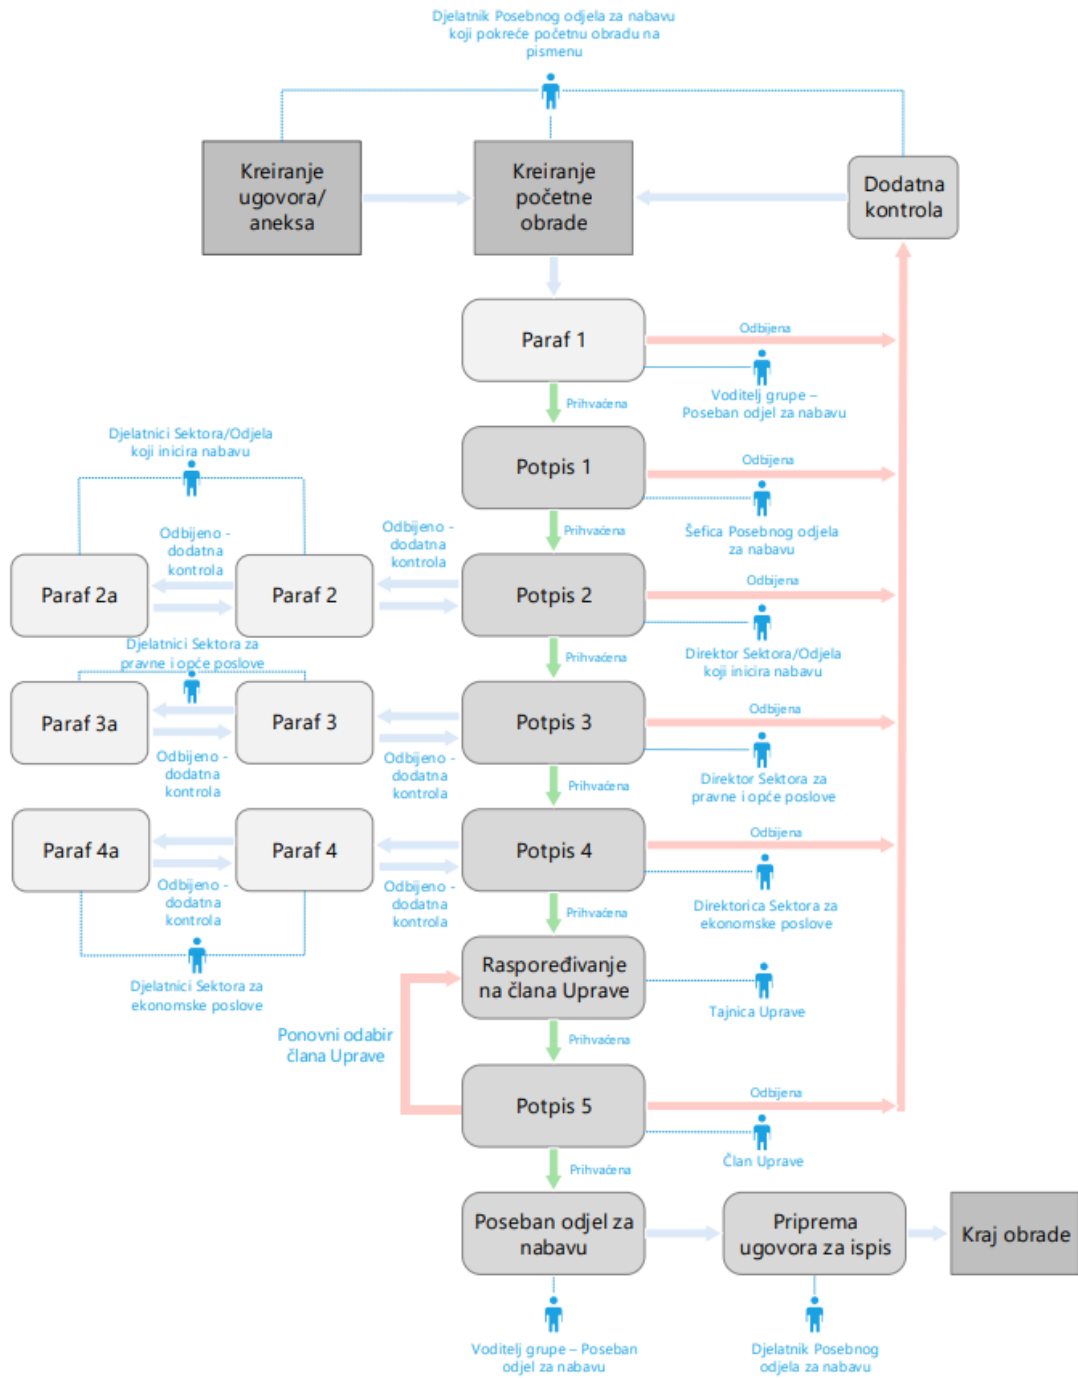 Djelatnik Posebnog odjela za nabavu
koji pokreće početnu obradu na
pismenu
Kreiranje
ugovora/
aneksa
Kreiranje
početne
obrade
Dodatna
kontrola
Paraf 1
Odbijena
Voditelj grupe –
Poseban odjel za nabavu
Prihvaćena
Djelatnici Sektora/Odjela
koji inicira nabavu
Potpis 1
Odbijena
Šefica Posebnog odjela
za nabavu
Prihvaćena
Odbijeno -
dodatna
kontrola
Odbijeno -
dodatna
kontrola
Paraf 2a
Paraf 2
Potpis 2
Odbijena
Direktor Sektora/Odjela
koji inicira nabavu
Prihvaćena
Djelatnici Sektora za
pravne i opće poslove
Paraf 3a
Paraf 3
Potpis 3
Odbijena
Odbijeno -
dodatna
kontrola
Odbijeno -
dodatna
kontrola
Direktor Sektora za
pravne i opće poslove
Prihvaćena
Paraf 4a
Paraf 4
Potpis 4
Odbijena
Odbijeno -
dodatna
kontrola
Odbijeno -
dodatna
kontrola
Direktorica Sektora za
ekonomske poslove
Prihvaćena
Djelatnici Sektora za
ekonomske poslove
Raspoređivanje
na člana Uprave
Tajnica Uprave
Ponovni odabir
člana Uprave
Prihvaćena
Potpis 5
Odbijena
Član Uprave
Prihvaćena
Poseban odjel za
nabavu
Priprema
ugovora za ispis
Kraj obrade
Voditelj grupe – Poseban
odjel za nabavu
Djelatnik Posebnog
odjela za nabavu